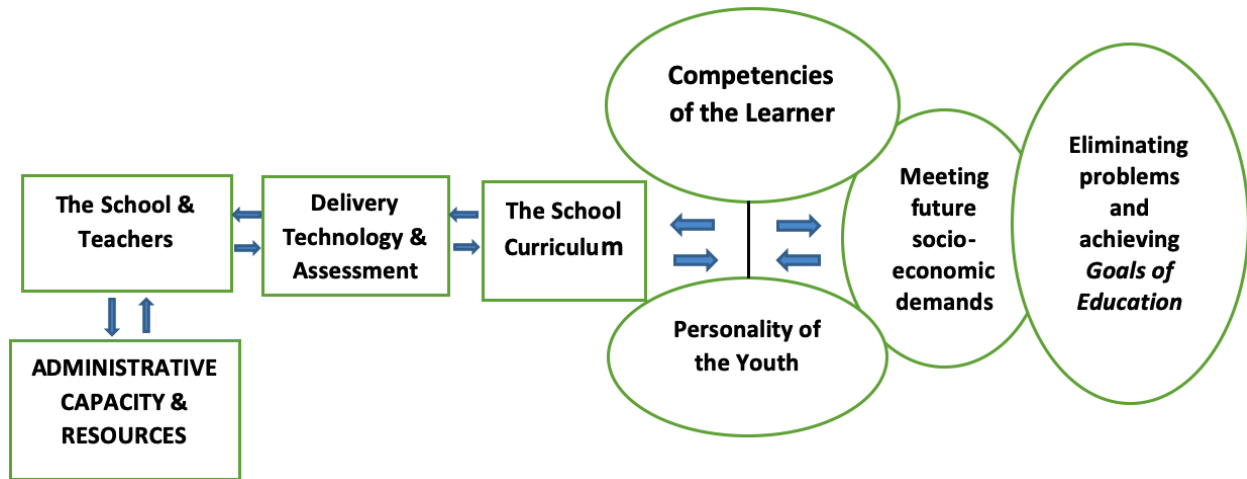 Competencies
of the Learner
Eliminating
problems
and
achieving
Goals of
Education
Meeting
future
socio-
economic
demands
The School &
Teachers
Delivery
Technology &
Assessment
The School
Curriculum
Personality of
the Youth
ADMINISTRATIVE
CAPACITY &
RESOURCES